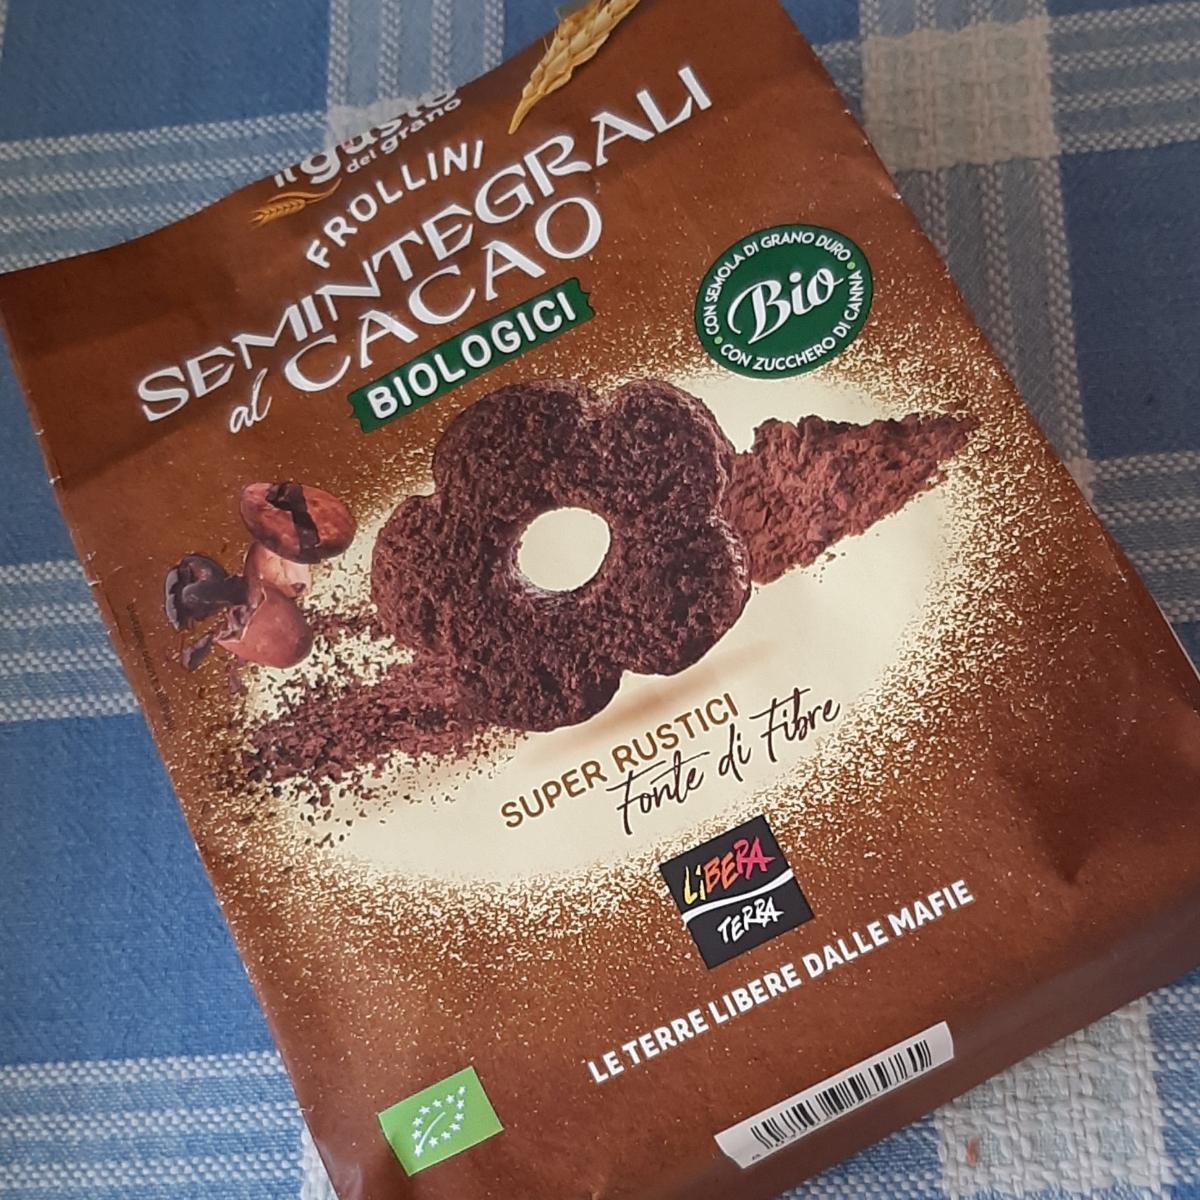 il gusto
del grano
FROLLINI
SEMINTEGRALI
al CACAO
BIOLOGICI
CON SEMOLA DI GRANO DURO
Bio
CON ZUCCHERO DI CANNA
SUPER RUSTICI
Fonte di Fibre
LiBERA
TERRA
LE TERRE LIBERE DALLE MAFIE